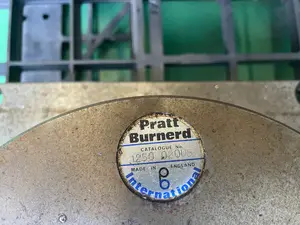 Pratt
Burnerd
CATALOGUE No.
1250
MADE IN ENGLAND
International